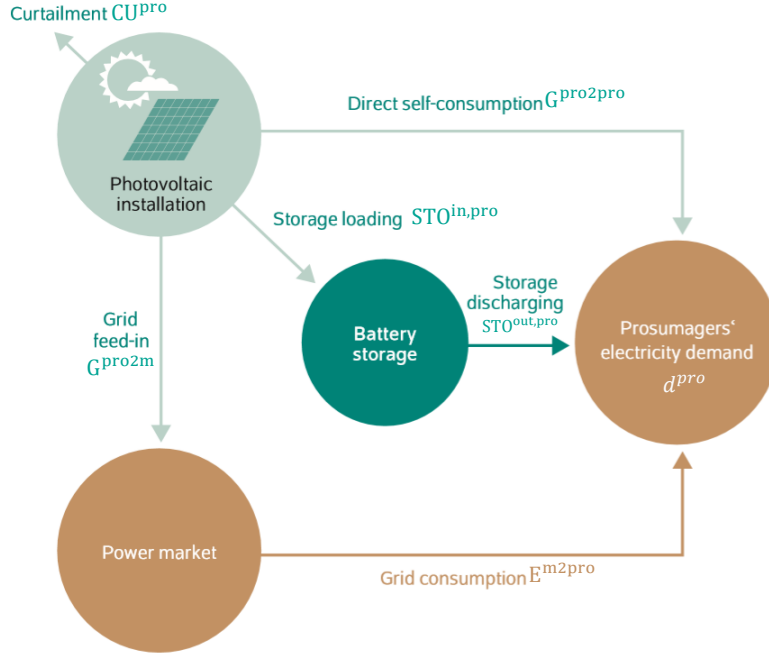 Curtailment CU^pro
Direct self-consumption G^pro2pro
Photovoltaic
installation
Storage loading STO^in,pro
Storage
discharging
STO^out,pro
Grid
feed-in
G^pro2m
Battery
storage
Prosumagers‘
electricity demand
d^pro
Power market
Grid consumption E^m2pro